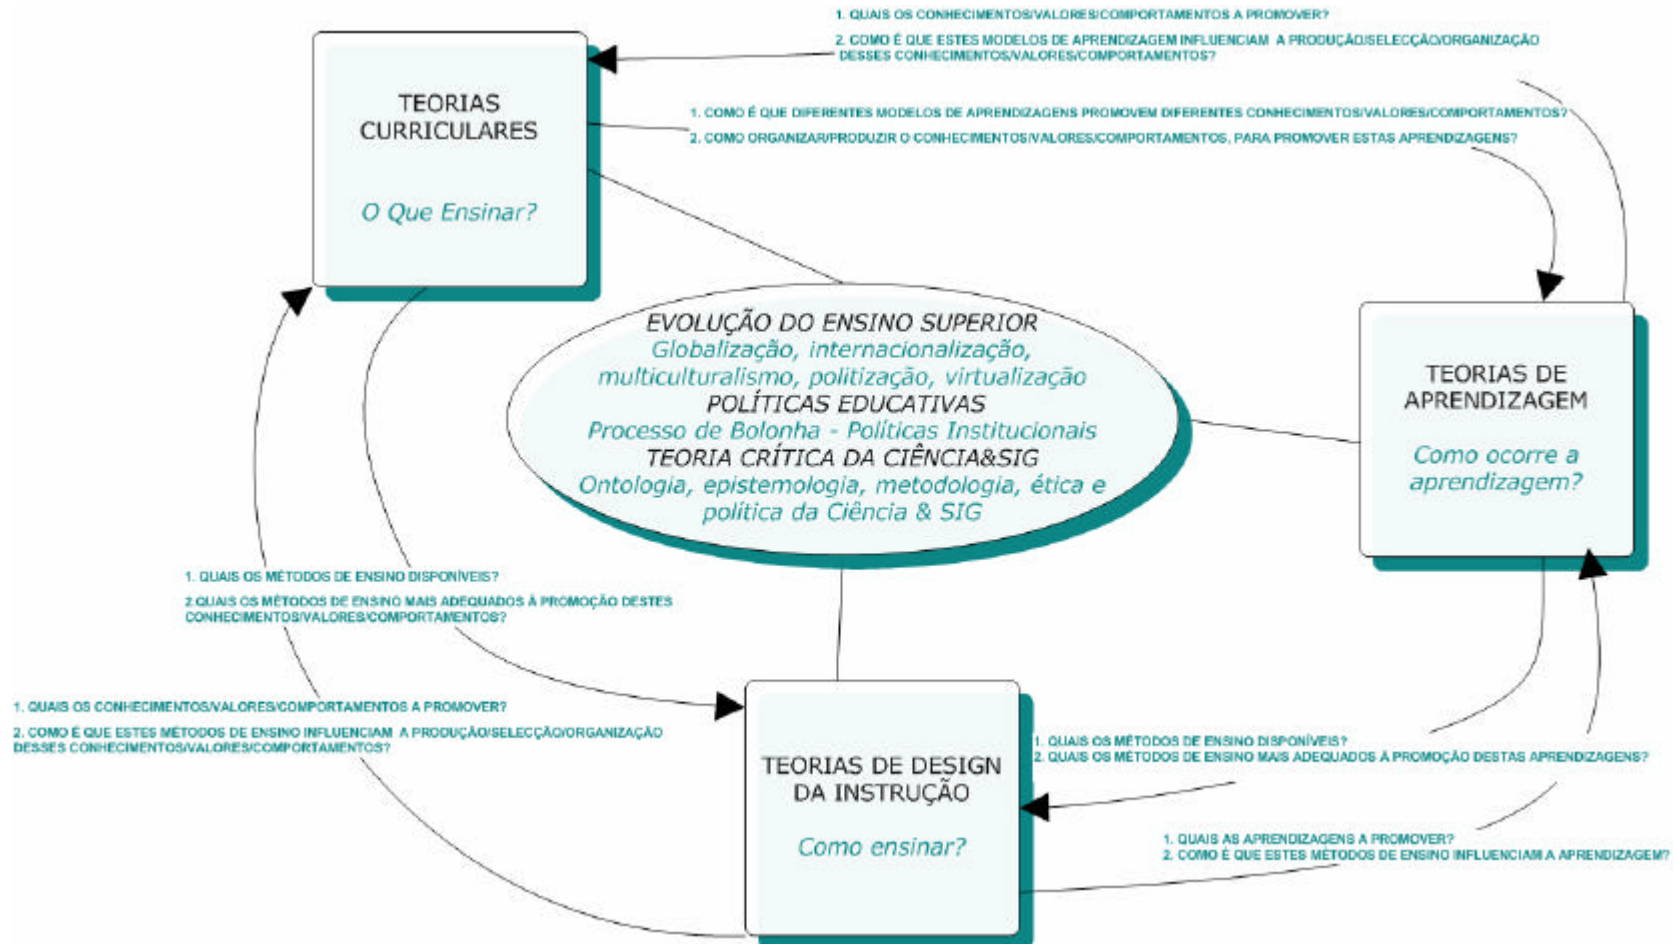 1. QUAIS OS CONHECIMENTOS/VALORES/COMPORTAMENTOS A PROMOVER?
2. COMO É QUE ESTES MODELOS DE APRENDIZAGEM INFLUENCIAM A PRODUÇÃO/SELECÇÃO/ORGANIZAÇÃO
DESSES CONHECIMENTOS/VALORES/COMPORTAMENTOS?
TEORIAS
CURRICULARES
O Que Ensinar?
1. COMO É QUE DIFERENTES MODELOS DE APRENDIZAGENS PROMOVEM DIFERENTES CONHECIMENTOS/VALORES/COMPORTAMENTOS?
2. COMO ORGANIZAR/PRODUZIR O CONHECIMENTOS/VALORES/COMPORTAMENTOS, PARA PROMOVER ESTAS APRENDIZAGENS?
EVOLUÇÃO DO ENSINO SUPERIOR
Globalização, internacionalização,
multiculturalismo, politização, virtualização
POLÍTICAS EDUCATIVAS
Processo de Bolonha - Políticas Institucionais
TEORIA CRÍTICA DA CIÊNCIA&SIG
Ontologia, epistemologia, metodologia, ética e
política da Ciência & SIG
TEORIAS DE
APRENDIZAGEM
Como ocorre a
aprendizagem?
1. QUAIS OS MÉTODOS DE ENSINO DISPONÍVEIS?
2.QUAIS OS MÉTODOS DE ENSINO MAIS ADEQUADOS À PROMOÇÃO DESTES
CONHECIMENTOS/VALORES/COMPORTAMENTOS?
1. QUAIS OS CONHECIMENTOS/VALORES/COMPORTAMENTOS A PROMOVER?
2. COMO É QUE ESTES MÉTODOS DE ENSINO INFLUENCIAM A PRODUÇÃO/SELECÇÃO/ORGANIZAÇÃO
DESSES CONHECIMENTOS/VALORES/COMPORTAMENTOS?
TEORIAS DE DESIGN
DA INSTRUÇÃO
Como ensinar?
1. QUAIS OS MÉTODOS DE ENSINO DISPONÍVEIS?
2. QUAIS OS MÉTODOS DE ENSINO MAIS ADEQUADOS À PROMOÇÃO DESTAS APRENDIZAGENS?
1. QUAIS AS APRENDIZAGENS A PROMOVER?
2. COMO É QUE ESTES MÉTODOS DE ENSINO INFLUENCIAM A APRENDIZAGEM?